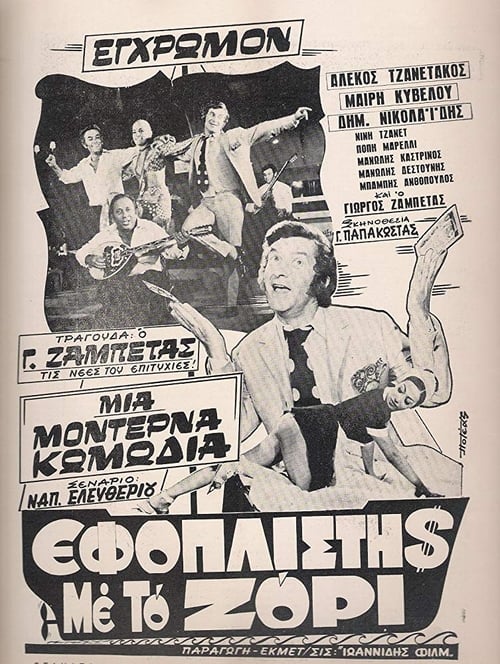 ΕΓΧΡΩΜΟΝ
ΑΛΕΚΟΣ ΤΖΑΝΕΤΑΚΟΣ
ΜΑΙΡΗ ΚΥΒΕΛΟΥ
ΔΗΜ. ΝΙΚΟΛΑΪΔΗΣ
ΝΙΝΗ ΤΖΑΝΕΤ
ΠΟΠΗ ΜΑΡΕΛΛΙ
ΜΑΝΩΛΗΣ ΚΑΣΤΡΙΝΟΣ
ΜΑΝΩΛΗΣ ΔΕΣΤΟΥΝΗΣ
ΜΠΑΜΠΗΣ ΑΝΘΟΠΟΥΛΟΣ
ΚΑΙ Ο
ΓΙΩΡΓΟΣ ΖΑΜΠΕΤΑΣ
ΣΚΗΝΟΘΕΣΙΑ
Γ. ΠΑΠΑΚΩΣΤΑΣ
ΤΡΑΓΟΥΔΑ: Ο
Γ. ΖΑΜΠΕΤΑΣ
ΤΙΣ ΝΕΕΣ ΤΟΥ ΕΠΙΤΥΧΙΕΣ!
ΜΙΑ
ΜΟΝΤΕΡΝΑ
ΚΩΜΩΔΙΑ
ΣΕΝΑΡΙΟ:
ΝΑΠ. ΕΛΕΥΘΕΡΙΟΥ
ΕΦΟΠΛΙΣΤΗ$
ΜΕ ΤΟ ΖΟΡΙ
ΠΑΡΑΓΩΓΗ - ΕΚΜΕΤ/ΣΙΣ: ἸΩΑΝΝΙΔΗΣ ΦΙΛΜ.